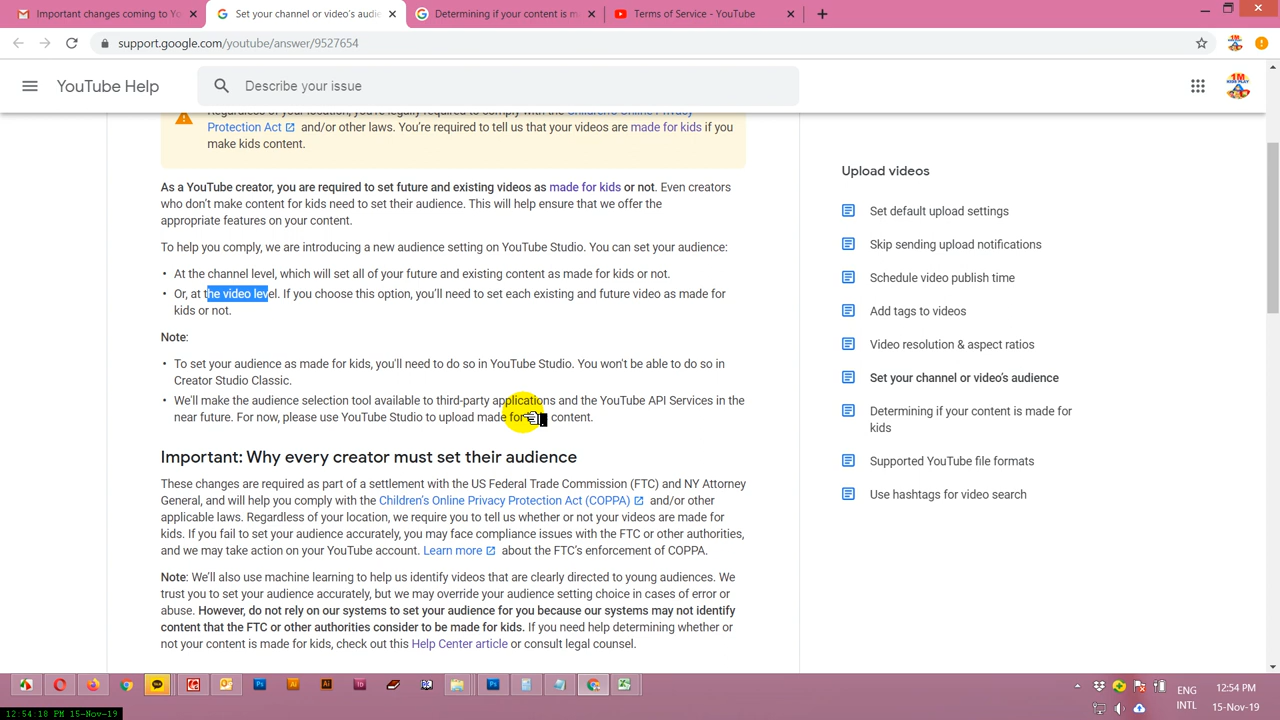 Important changes coming to Yo
Set your channel or video's audie
Determining if your content is m
Terms of Service - YouTube
support.google.com/youtube/answer/9527654
YouTube Help
Describe your issue
1M
KIDS PLAY
Regardless of your location, you're legally required to comply with the Children's Online Privacy
Protection Act and/or other laws. You're required to tell us that your videos are made for kids if you
make kids content.
As a YouTube creator, you are required to set future and existing videos as made for kids or not. Even creators
who don't make content for kids need to set their audience. This will help ensure that we offer the
appropriate features on your content.
To help you comply, we are introducing a new audience setting on YouTube Studio. You can set your audience:
• At the channel level, which will set all of your future and existing content as made for kids or not.
• Or, at the video level. If you choose this option, you'll need to set each existing and future video as made for
kids or not.
Note:
• To set your audience as made for kids, you'll need to do so in YouTube Studio. You won't be able to do so in
Creator Studio Classic.
• We'll make the audience selection tool available to third-party applications and the YouTube API Services in the
near future. For now, please use YouTube Studio to upload made for content.
Important: Why every creator must set their audience
These changes are required as part of a settlement with the US Federal Trade Commission (FTC) and NY Attorney
General, and will help you comply with the Children's Online Privacy Protection Act (COPPA) and/or other
applicable laws. Regardless of your location, we require you to tell us whether or not your videos are made for
kids. If you fail to set your audience accurately, you may face compliance issues with the FTC or other authorities,
and we may take action on your YouTube account. Learn more about the FTC's enforcement of COPPA.
Note: We'll also use machine learning to help us identify videos that are clearly directed to young audiences. We
trust you to set your audience accurately, but we may override your audience setting choice in cases of error or
abuse. However, do not rely on our systems to set your audience for you because our systems may not identify
content that the FTC or other authorities consider to be made for kids. If you need help determining whether or
not your content is made for kids, check out this Help Center article or consult legal counsel.
Upload videos
Set default upload settings
Skip sending upload notifications
Schedule video publish time
Add tags to videos
Video resolution & aspect ratios
Set your channel or video's audience
Determining if your content is made for
kids
Supported YouTube file formats
Use hashtags for video search
ENG
INTL
12:54 PM
15-Nov-19
12:54:18 PM 15-Nov-19